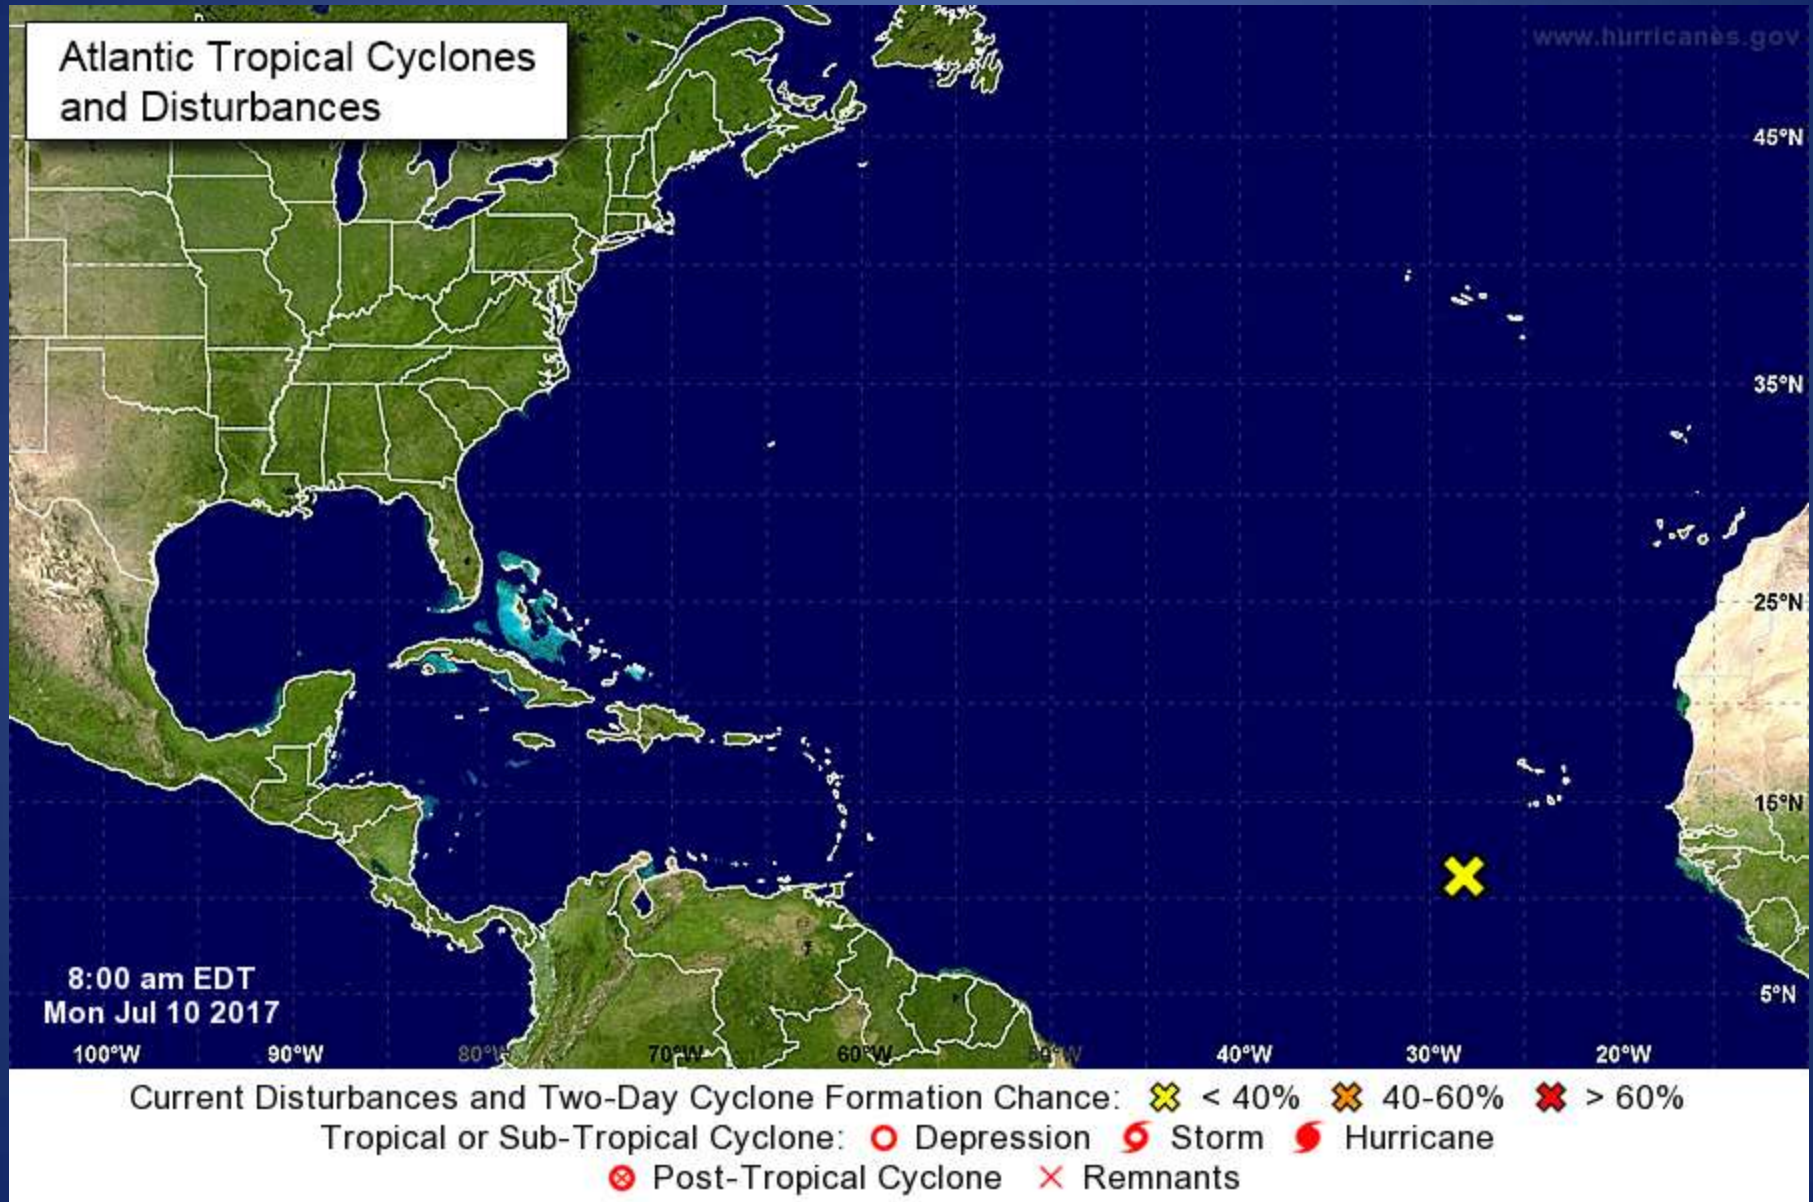 Atlantic Tropical Cyclones
and Disturbances
www.hurricanes.gov
45°N
35°N
25°N
15°N
5°N
8:00 am EDT
Mon Jul 10 2017
100°W 90°W 80°W 70°W 60°W 50°W 40°W 30°W 20°W
Current Disturbances and Two-Day Cyclone Formation Chance: < 40% 40-60% > 60%
Tropical or Sub-Tropical Cyclone: Depression Storm Hurricane
Post-Tropical Cyclone Remnants